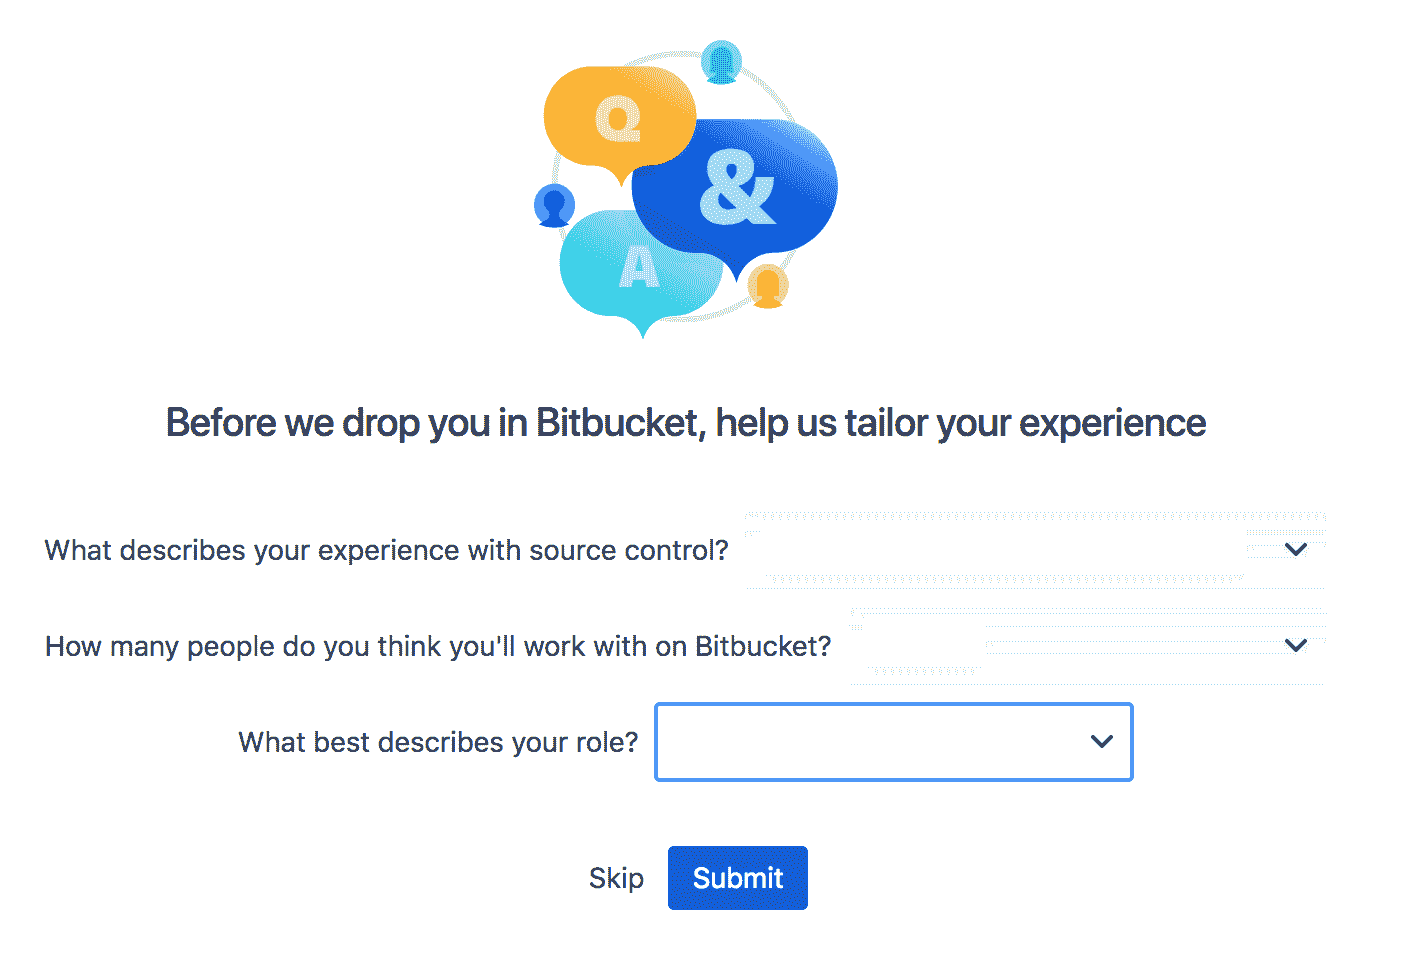 Q
&
A
Before we drop you in Bitbucket, help us tailor your experience
What describes your experience with source control?
How many people do you think you'll work with on Bitbucket?
What best describes your role?
Skip Submit